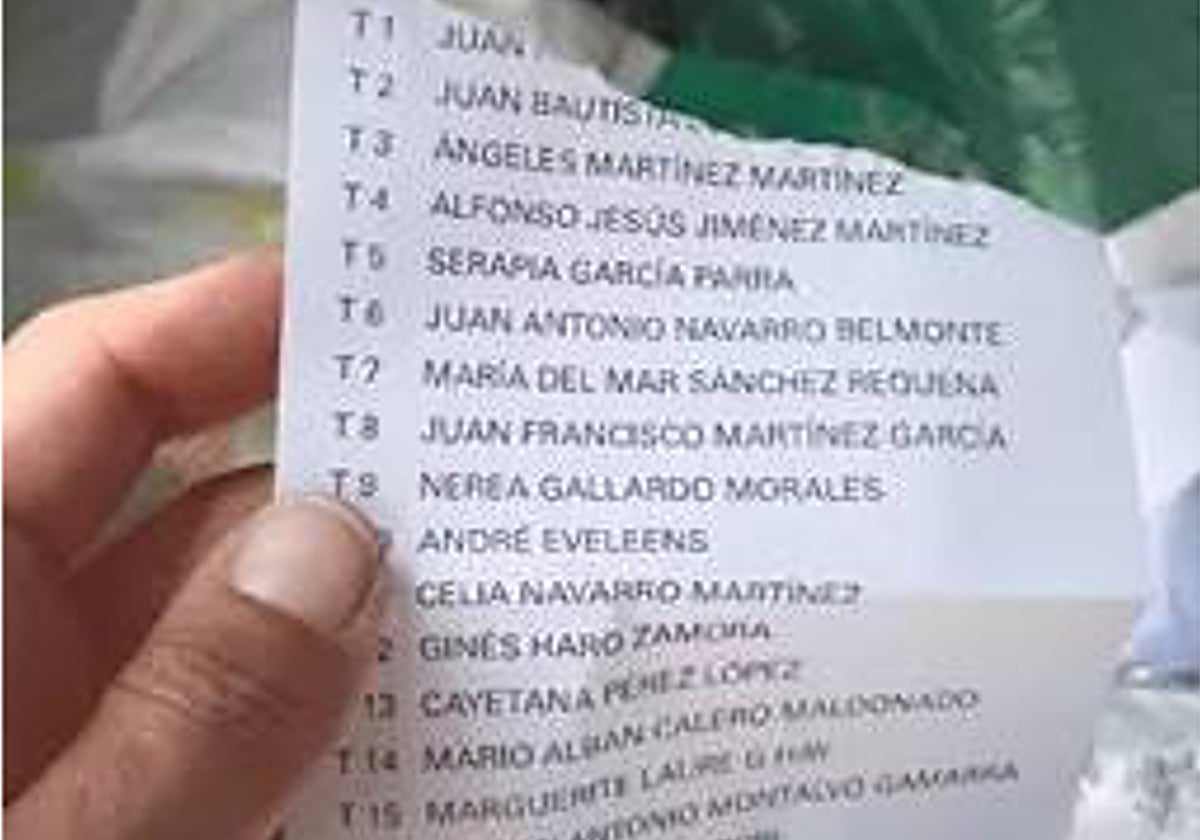 T 1 JUAN
T 2 JUAN BAUTISTA
T 3 ÁNGELES MARTÍNEZ MARTÍNEZ
T 4 ALFONSO JESÚS JIMÉNEZ MARTÍNEZ
T 5 SERAPIA GARCÍA PARRA
T 6 JUAN ANTONIO NAVARRO BELMONTE
T 7 MARÍA DEL MAR SÁNCHEZ REQUENA
T 8 JUAN FRANCISCO MARTÍNEZ GARCÍA
T 9 NEREA GALLARDO MORALES
ANDRÉ EVELEENS
CELIA NAVARRO MARTÍNEZ
2 GINÉS HARO ZAMORA
13 CAYETANA PÉREZ LÓPEZ
T 14 MARIO ALBAN CALERO MALDONADO
T 15 MARGUERITE LAURE G
ANTONIO MONTALVO GAMARRA